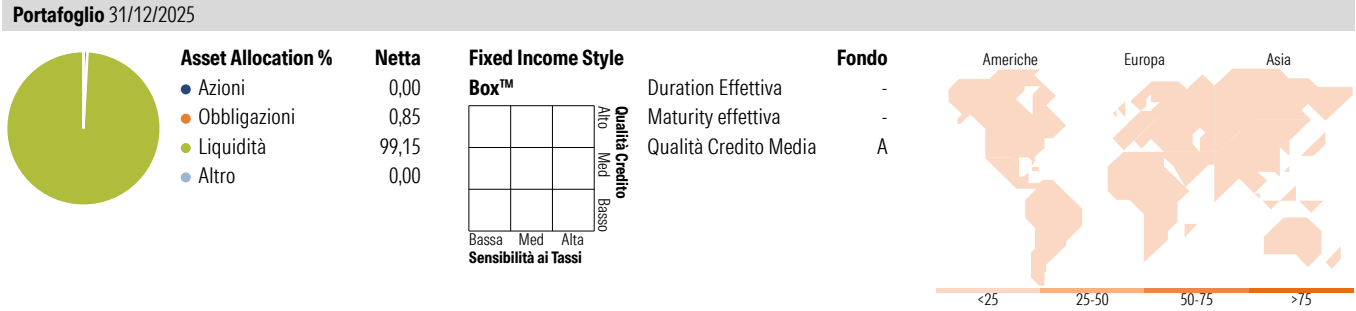 Portafoglio 31/12/2025
Asset Allocation % Netta
Azioni 0,00
Obbligazioni 0,85
Liquidità 99,15
Altro 0,00
Fixed Income Style
Box™
Alto
Med
Basso
Qualità Credito
Bassa Med Alta
Sensibilità ai Tassi
Fondo
Duration Effettiva -
Maturity effettiva -
Qualità Credito Media A
Americhe Europa Asia
<25 25-50 50-75 >75